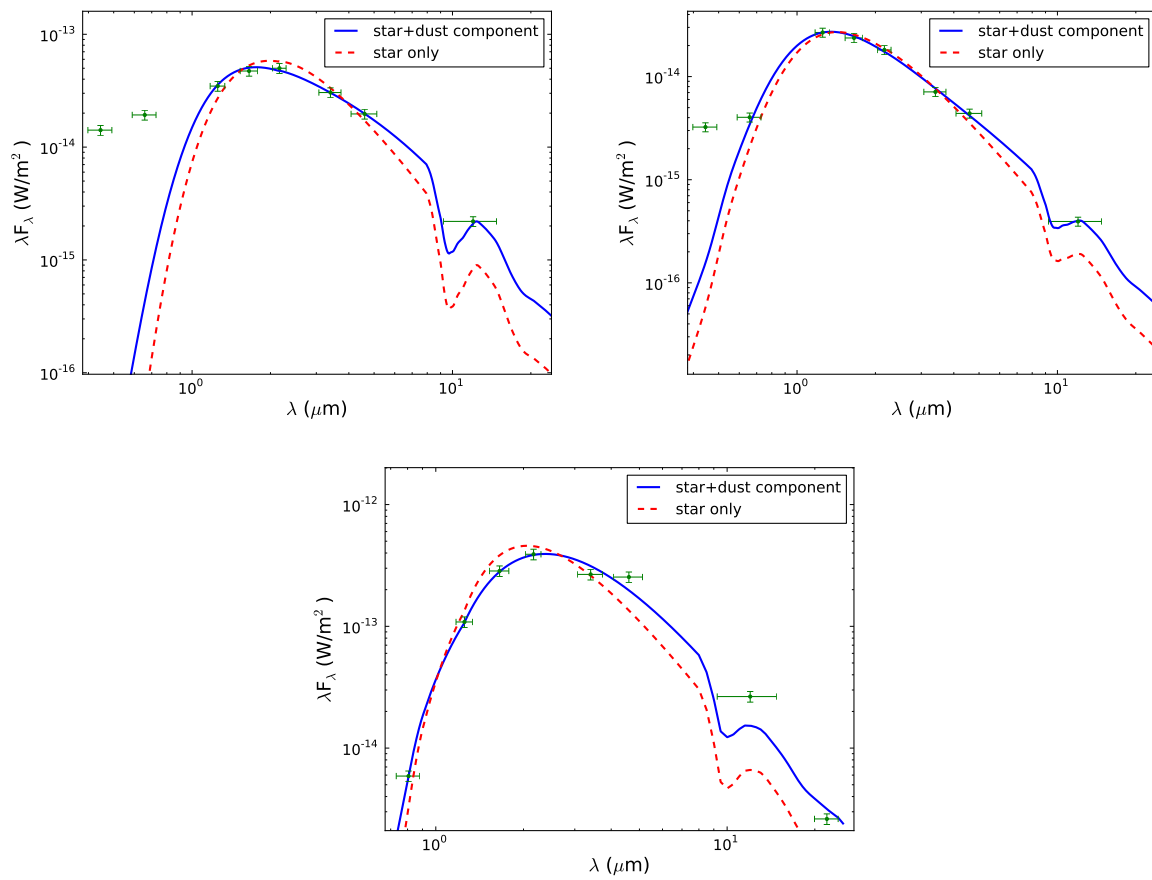 star+dust component
star only
10⁻¹³
10⁻¹⁴
10⁻¹⁵
10⁻¹⁶
λF_λ (W/m²)
10⁰
10¹
λ (μm)
star+dust component
star only
10⁻¹⁴
10⁻¹⁵
10⁻¹⁶
λF_λ (W/m²)
10⁰
10¹
λ (μm)
star+dust component
star only
10⁻¹²
10⁻¹³
10⁻¹⁴
λF_λ (W/m²)
10⁰
10¹
λ (μm)